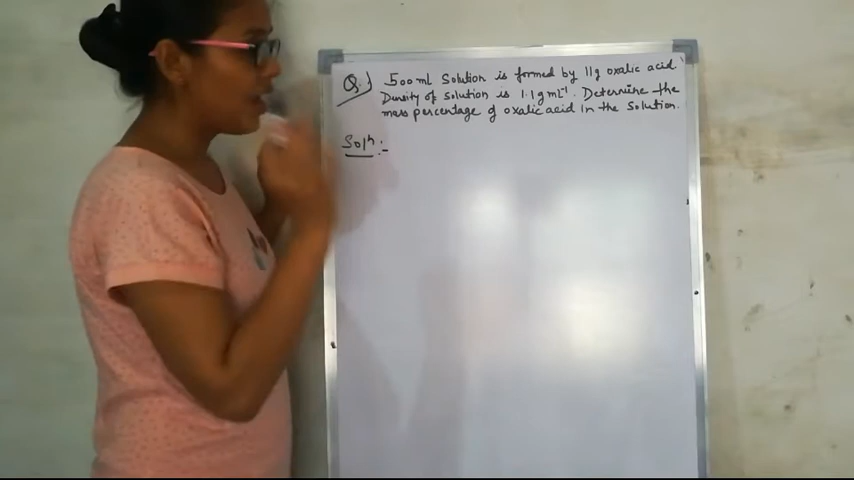 Q. 500 ml Solution is formed by 11g oxalic acid.
Density of Solution is 1.1 g ml⁻¹. Determine the
mass percentage of oxalic acid in the Solution.
Solⁿ:-